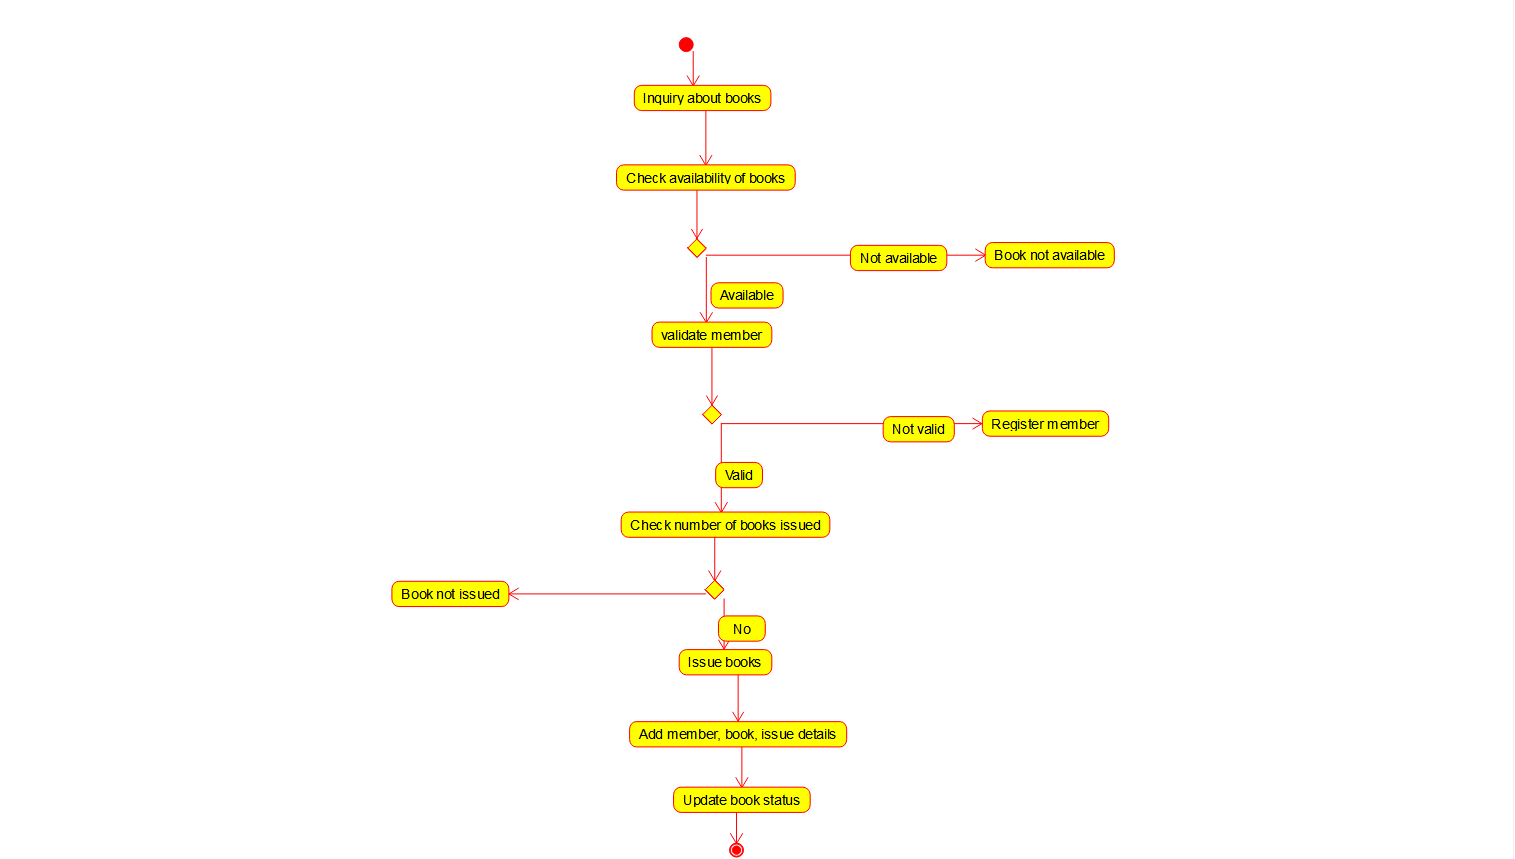 Inquiry about books
Check availability of books
Not available
Book not available
Available
validate member
Not valid
Register member
Valid
Check number of books issued
Book not issued
No
Issue books
Add member, book, issue details
Update book status